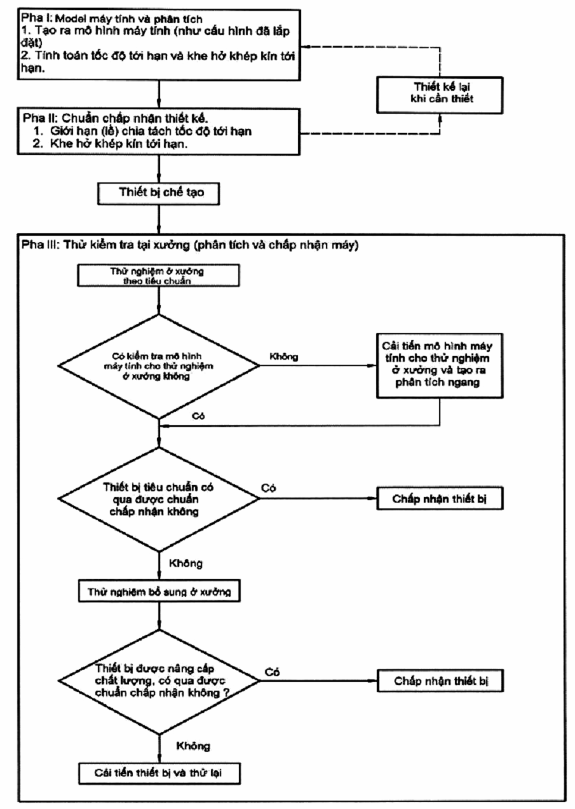 Pha I: Model máy tính và phân tích
1. Tạo ra mô hình máy tính (như cấu hình đã lắp
đặt)
2. Tính toán tốc độ tới hạn và khe hở khép kín tới
hạn.
Thiết kế lại
khi cần thiết
Pha II: Chuẩn chấp nhận thiết kế.
1. Giới hạn (lề) chia tách tốc độ tới hạn
2. Khe hở khép kín tới hạn.
Thiết bị chế tạo
Pha III: Thử kiểm tra tại xưởng (phân tích và chấp nhận máy)
Thử nghiệm ở xưởng
theo tiêu chuẩn
Có kiểm tra mô hình
máy tính cho thử nghiệm
ở xưởng không
Không
Cải tiến mô hình máy
tính cho thử nghiệm
ở xưởng và tạo ra
phân tích ngang
Có
Thiết bị tiêu chuẩn có
qua được chuẩn
chấp nhận không
Có
Chấp nhận thiết bị
Không
Thử nghiệm bổ sung ở xưởng
Thiết bị được nâng cấp
chất lượng, có qua được
chuẩn chấp nhận không ?
Có
Chấp nhận thiết bị
Không
Cải tiến thiết bị và thử lại